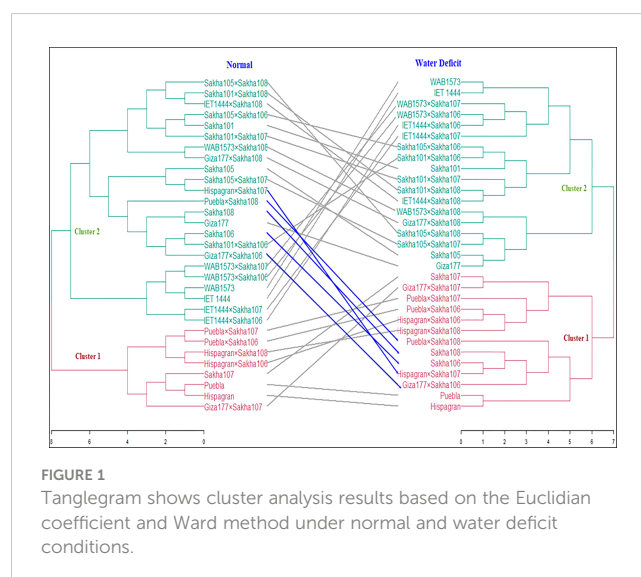 Normal
Water Deficit
Sakha105×Sakha108
Sakha101×Sakha108
IET1444×Sakha108
Sakha105×Sakha106
Sakha101
Sakha101×Sakha107
WAB1573×Sakha108
Giza177×Sakha108
Sakha105
Sakha105×Sakha107
Hispagran×Sakha107
Puebla×Sakha108
Sakha108
Giza177
Sakha106
Sakha101×Sakha106
Giza177×Sakha106
WAB1573×Sakha107
WAB1573×Sakha106
WAB1573
IET 1444
IET1444×Sakha107
IET1444×Sakha106
Puebla×Sakha107
Puebla×Sakha106
Hispagran×Sakha108
Hispagran×Sakha106
Sakha107
Puebla
Hispagran
Giza177×Sakha107
Cluster 2
Cluster 1
8 6 4 2 0
WAB1573
IET 1444
WAB1573×Sakha107
WAB1573×Sakha106
IET1444×Sakha106
IET1444×Sakha107
Sakha105×Sakha106
Sakha101×Sakha106
Sakha101
Sakha101×Sakha107
Sakha101×Sakha108
IET1444×Sakha108
WAB1573×Sakha108
Giza177×Sakha108
Sakha105×Sakha108
Sakha105×Sakha107
Sakha105
Giza177
Sakha107
Giza177×Sakha107
Puebla×Sakha107
Puebla×Sakha106
Hispagran×Sakha106
Hispagran×Sakha108
Puebla×Sakha108
Sakha108
Sakha106
Hispagran×Sakha107
Giza177×Sakha106
Puebla
Hispagran
Cluster 2
Cluster 1
0 1 2 3 4 5 6 7
FIGURE 1
Tanglegram shows cluster analysis results based on the Euclidian
coefficient and Ward method under normal and water deficit
conditions.